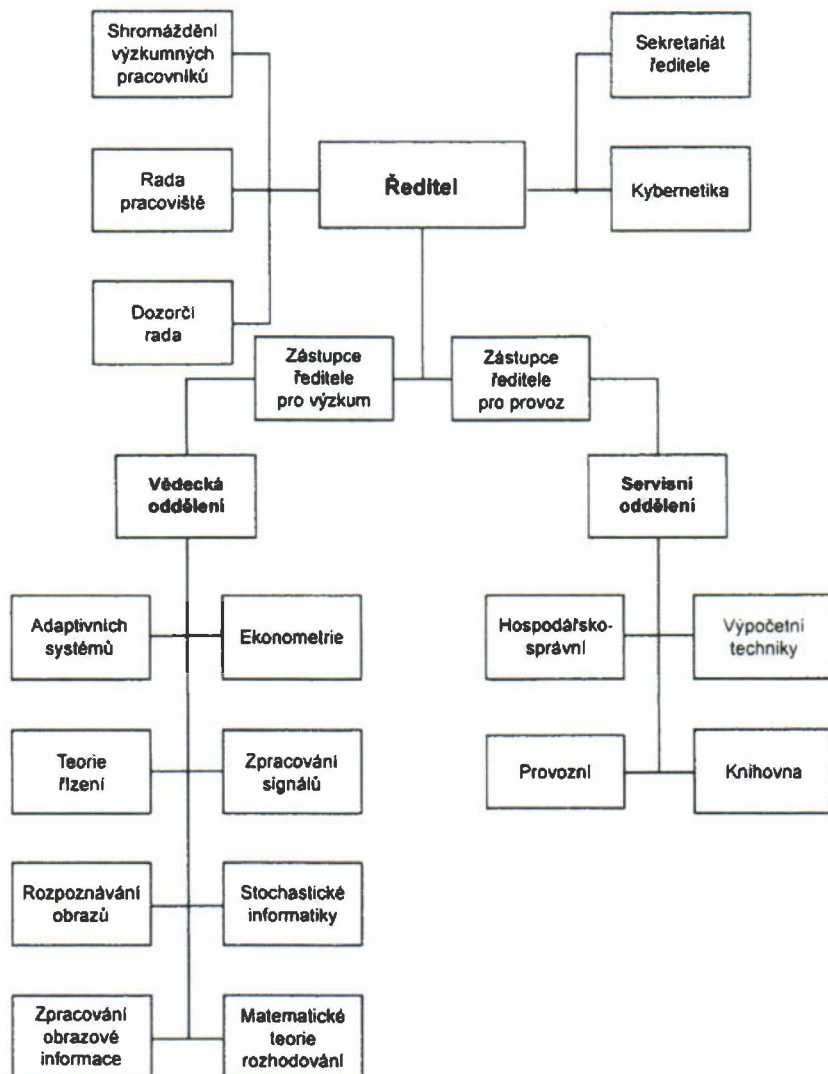 Shromáždění
výzkumných
pracovníků
Sekretariát
ředitele
Rada
pracoviště
Ředitel
Kybernetika
Dozorčí
rada
Zástupce
ředitele
pro výzkum
Zástupce
ředitele
pro provoz
Vědecká
oddělení
Servisní
oddělení
Adaptivních
systémů
Ekonometrie
Hospodářsko-
správní
Výpočetní
techniky
Teorie
řízení
Zpracování
signálů
Provozní
Knihovna
Rozpoznávání
obrazů
Stochastické
informatiky
Zpracování
obrazové
informace
Matematické
teorie
rozhodování